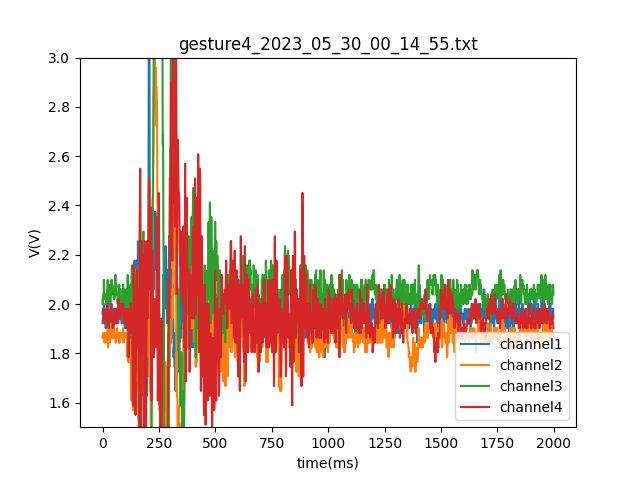 gesture4_2023_05_30_00_14_55.txt
3.0
2.8
2.6
2.4
2.2
2.0
1.8
1.6
V(V)
channel1
channel2
channel3
channel4
0 250 500 750 1000 1250 1500 1750 2000
time(ms)